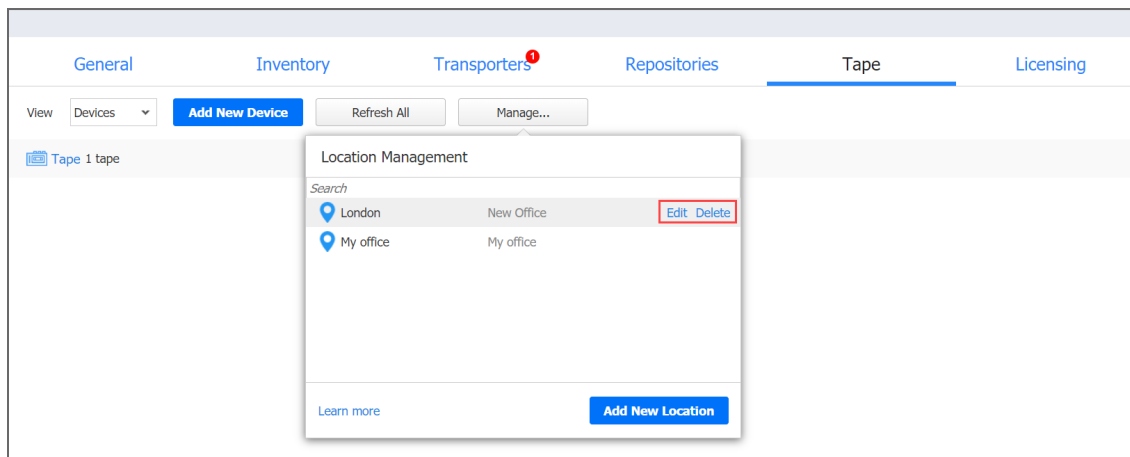 General Inventory Transporters 1 Repositories Tape Licensing
View Devices Add New Device Refresh All Manage...
Tape 1 tape
Location Management
Search
London New Office Edit Delete
My office My office
Learn more Add New Location